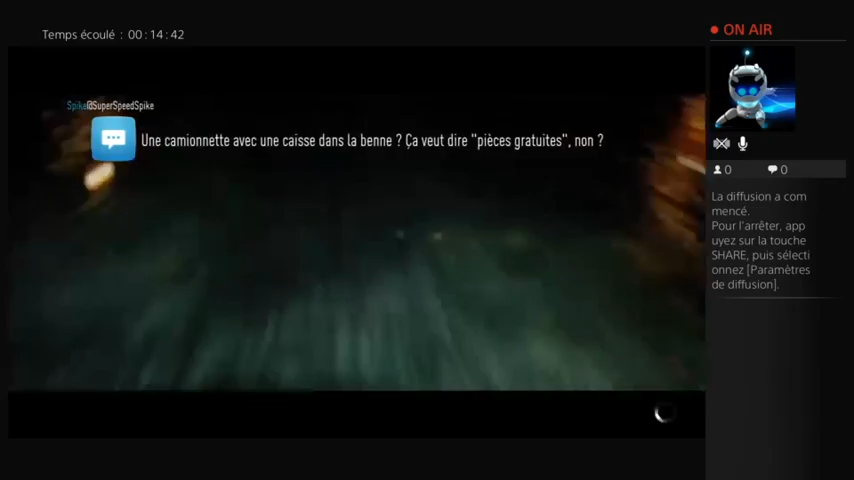 Temps écoulé : 00:14:42
ON AIR
Spike@SuperSpeedSpike
Une camionnette avec une caisse dans la benne ? Ça veut dire "pièces gratuites", non ?
0 0
La diffusion a com
mencé.
Pour l'arrêter, app
uyez sur la touche
SHARE, puis sélecti
onnez [Paramètres
de diffusion].